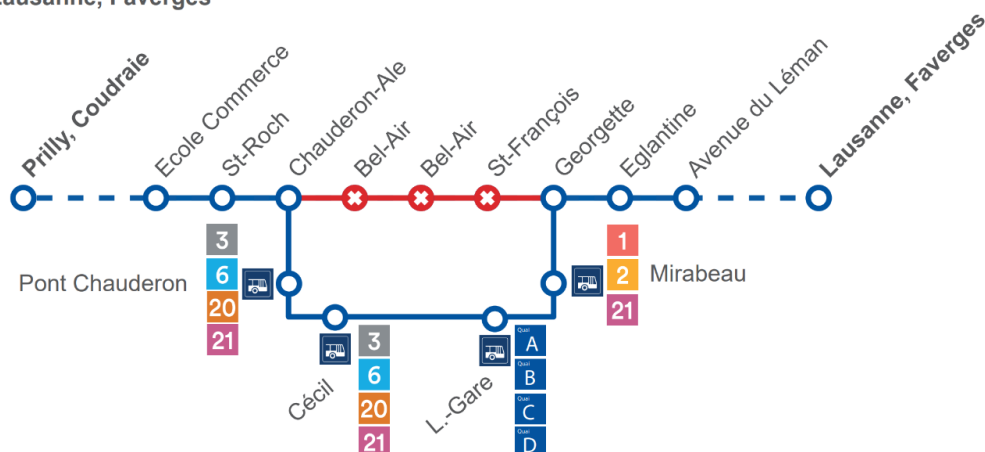 Lausanne, Faverges
Prilly, Coudraie
Ecole Commerce
St-Roch
Chauderon-Ale
Bel-Air
Bel-Air
St-François
Georgette
Eglantine
Avenue du Léman
Lausanne, Faverges
Pont Chauderon
3
6
20
21
Cécil
3
6
20
21
L.-Gare
Quai
A
Quai
B
Quai
C
Quai
D
1
2
21
Mirabeau